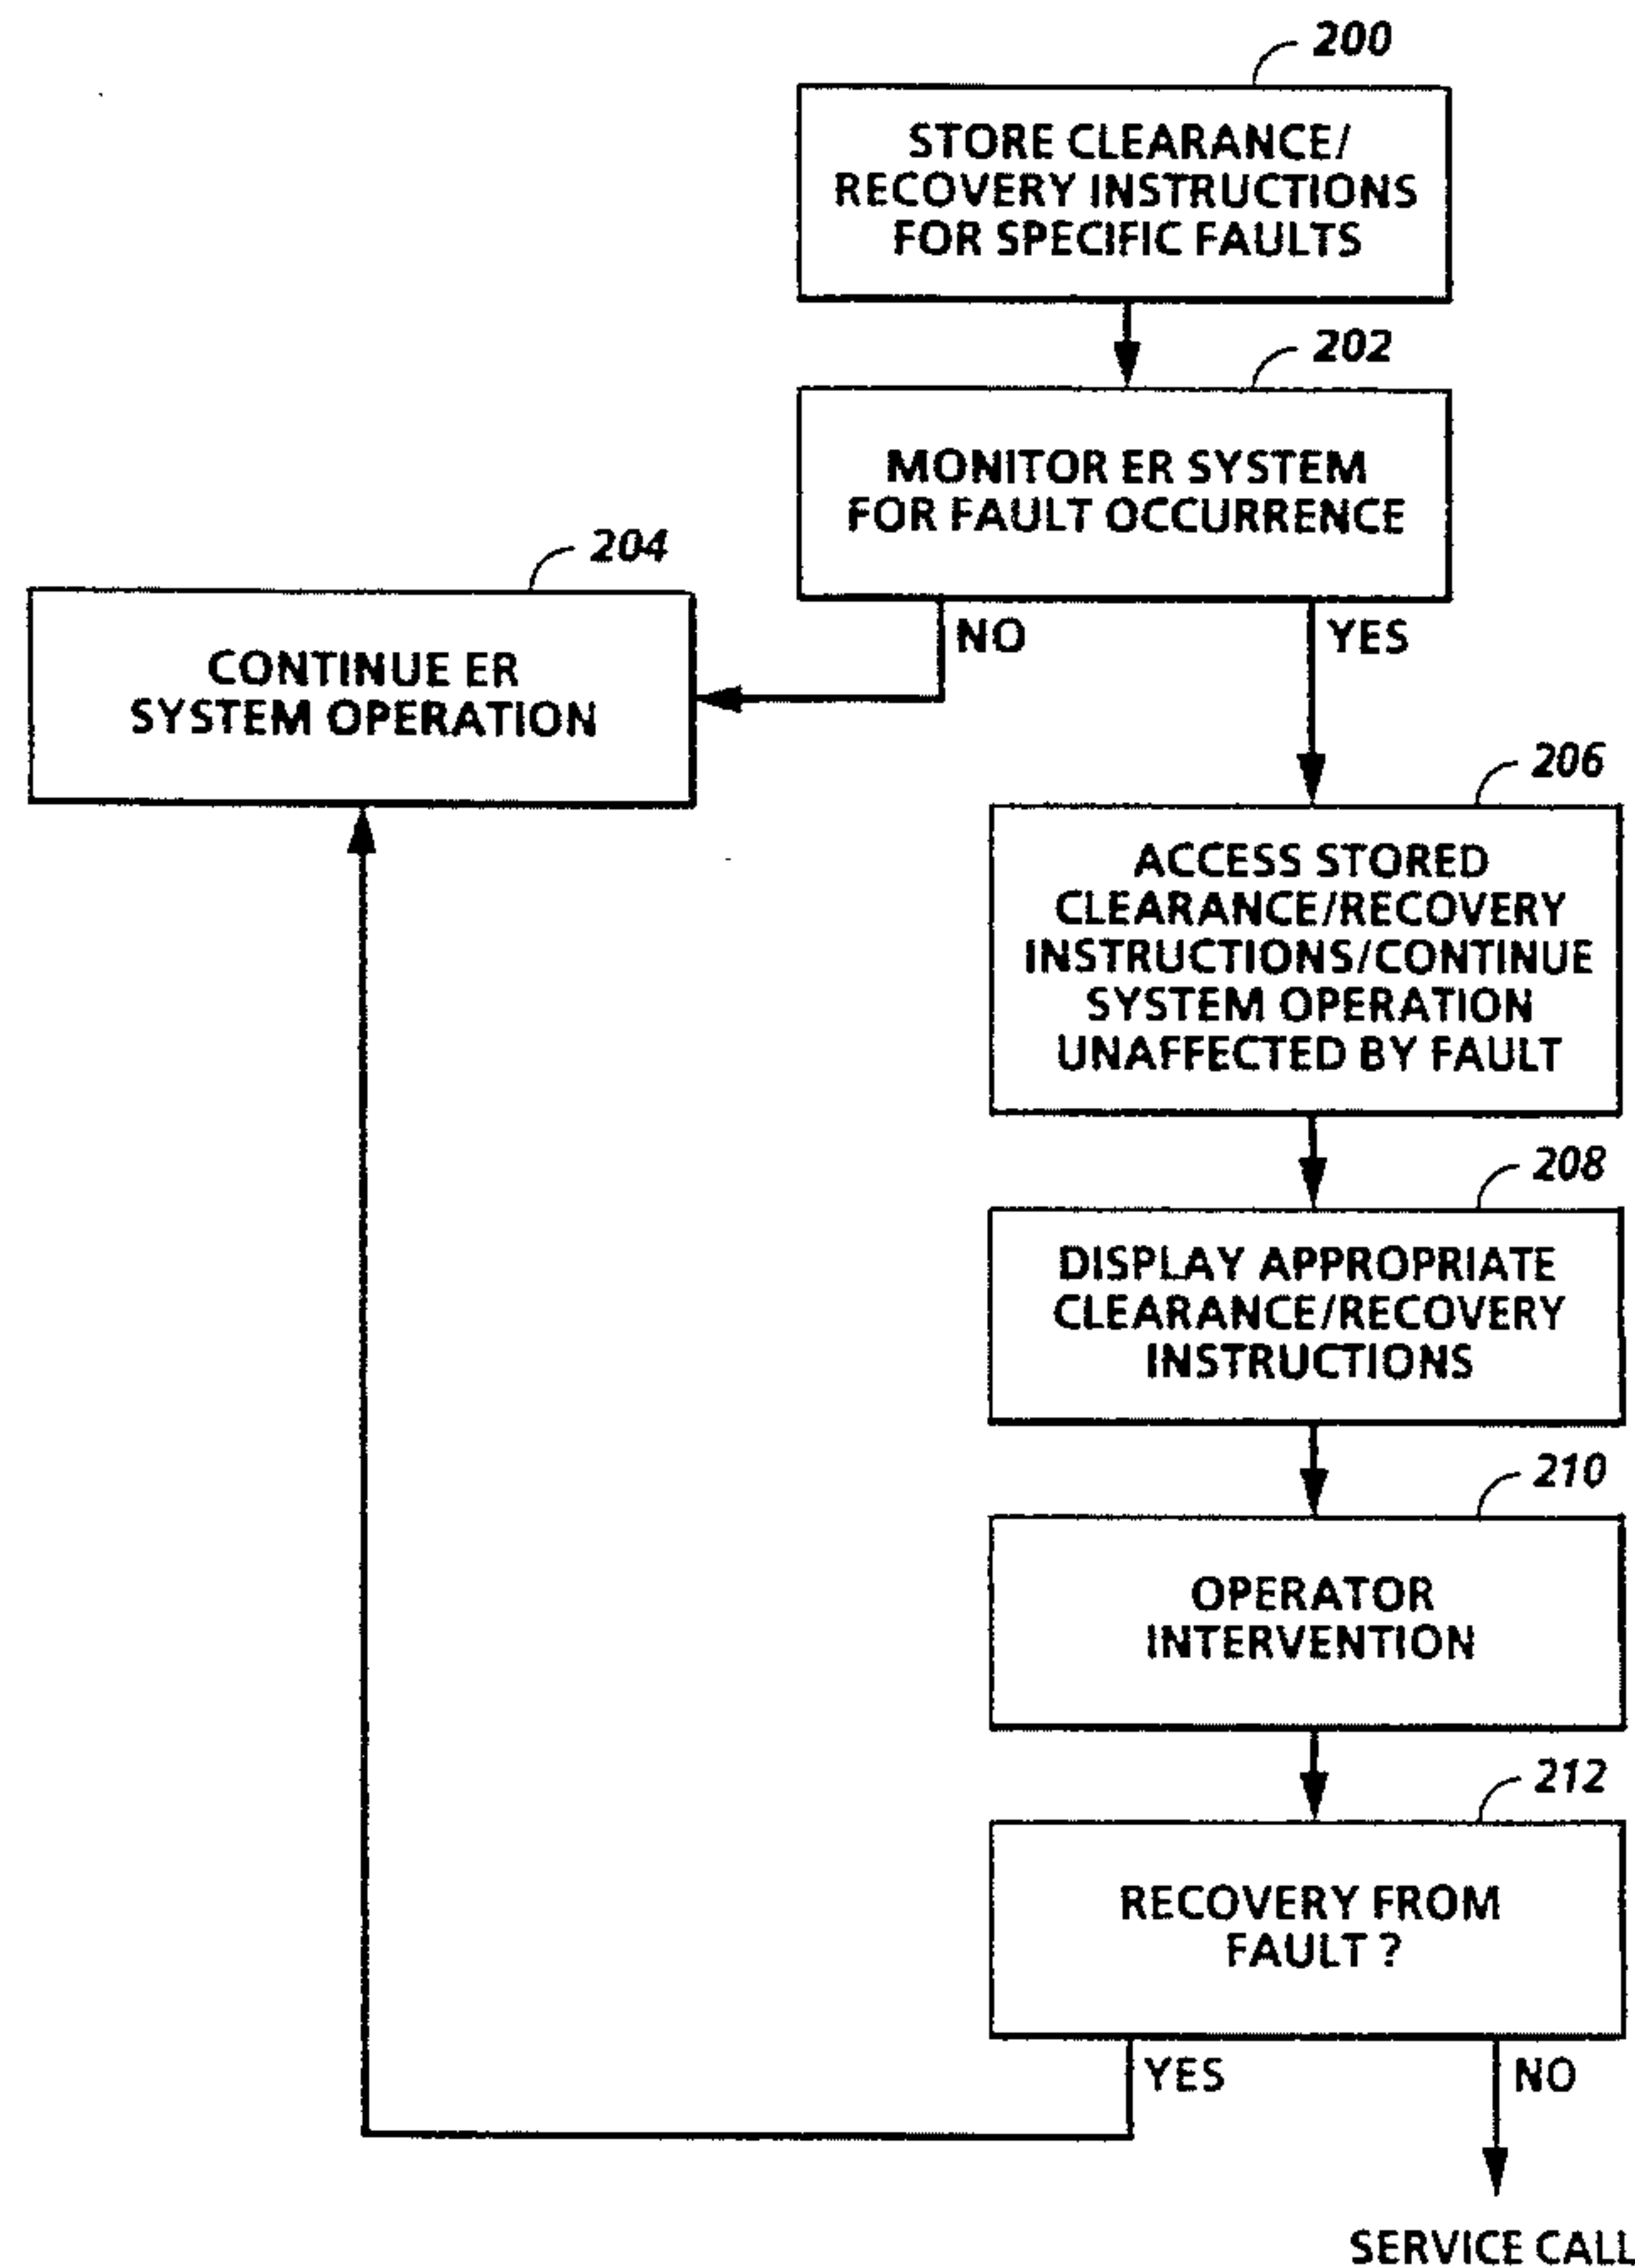 200
STORE CLEARANCE/
RECOVERY INSTRUCTIONS
FOR SPECIFIC FAULTS
202
MONITOR ER SYSTEM
FOR FAULT OCCURRENCE
204
NO
YES
CONTINUE ER
SYSTEM OPERATION
206
ACCESS STORED
CLEARANCE/RECOVERY
INSTRUCTIONS/CONTINUE
SYSTEM OPERATION
UNAFFECTED BY FAULT
208
DISPLAY APPROPRIATE
CLEARANCE/RECOVERY
INSTRUCTIONS
210
OPERATOR
INTERVENTION
212
RECOVERY FROM
FAULT ?
YES
NO
SERVICE CALL